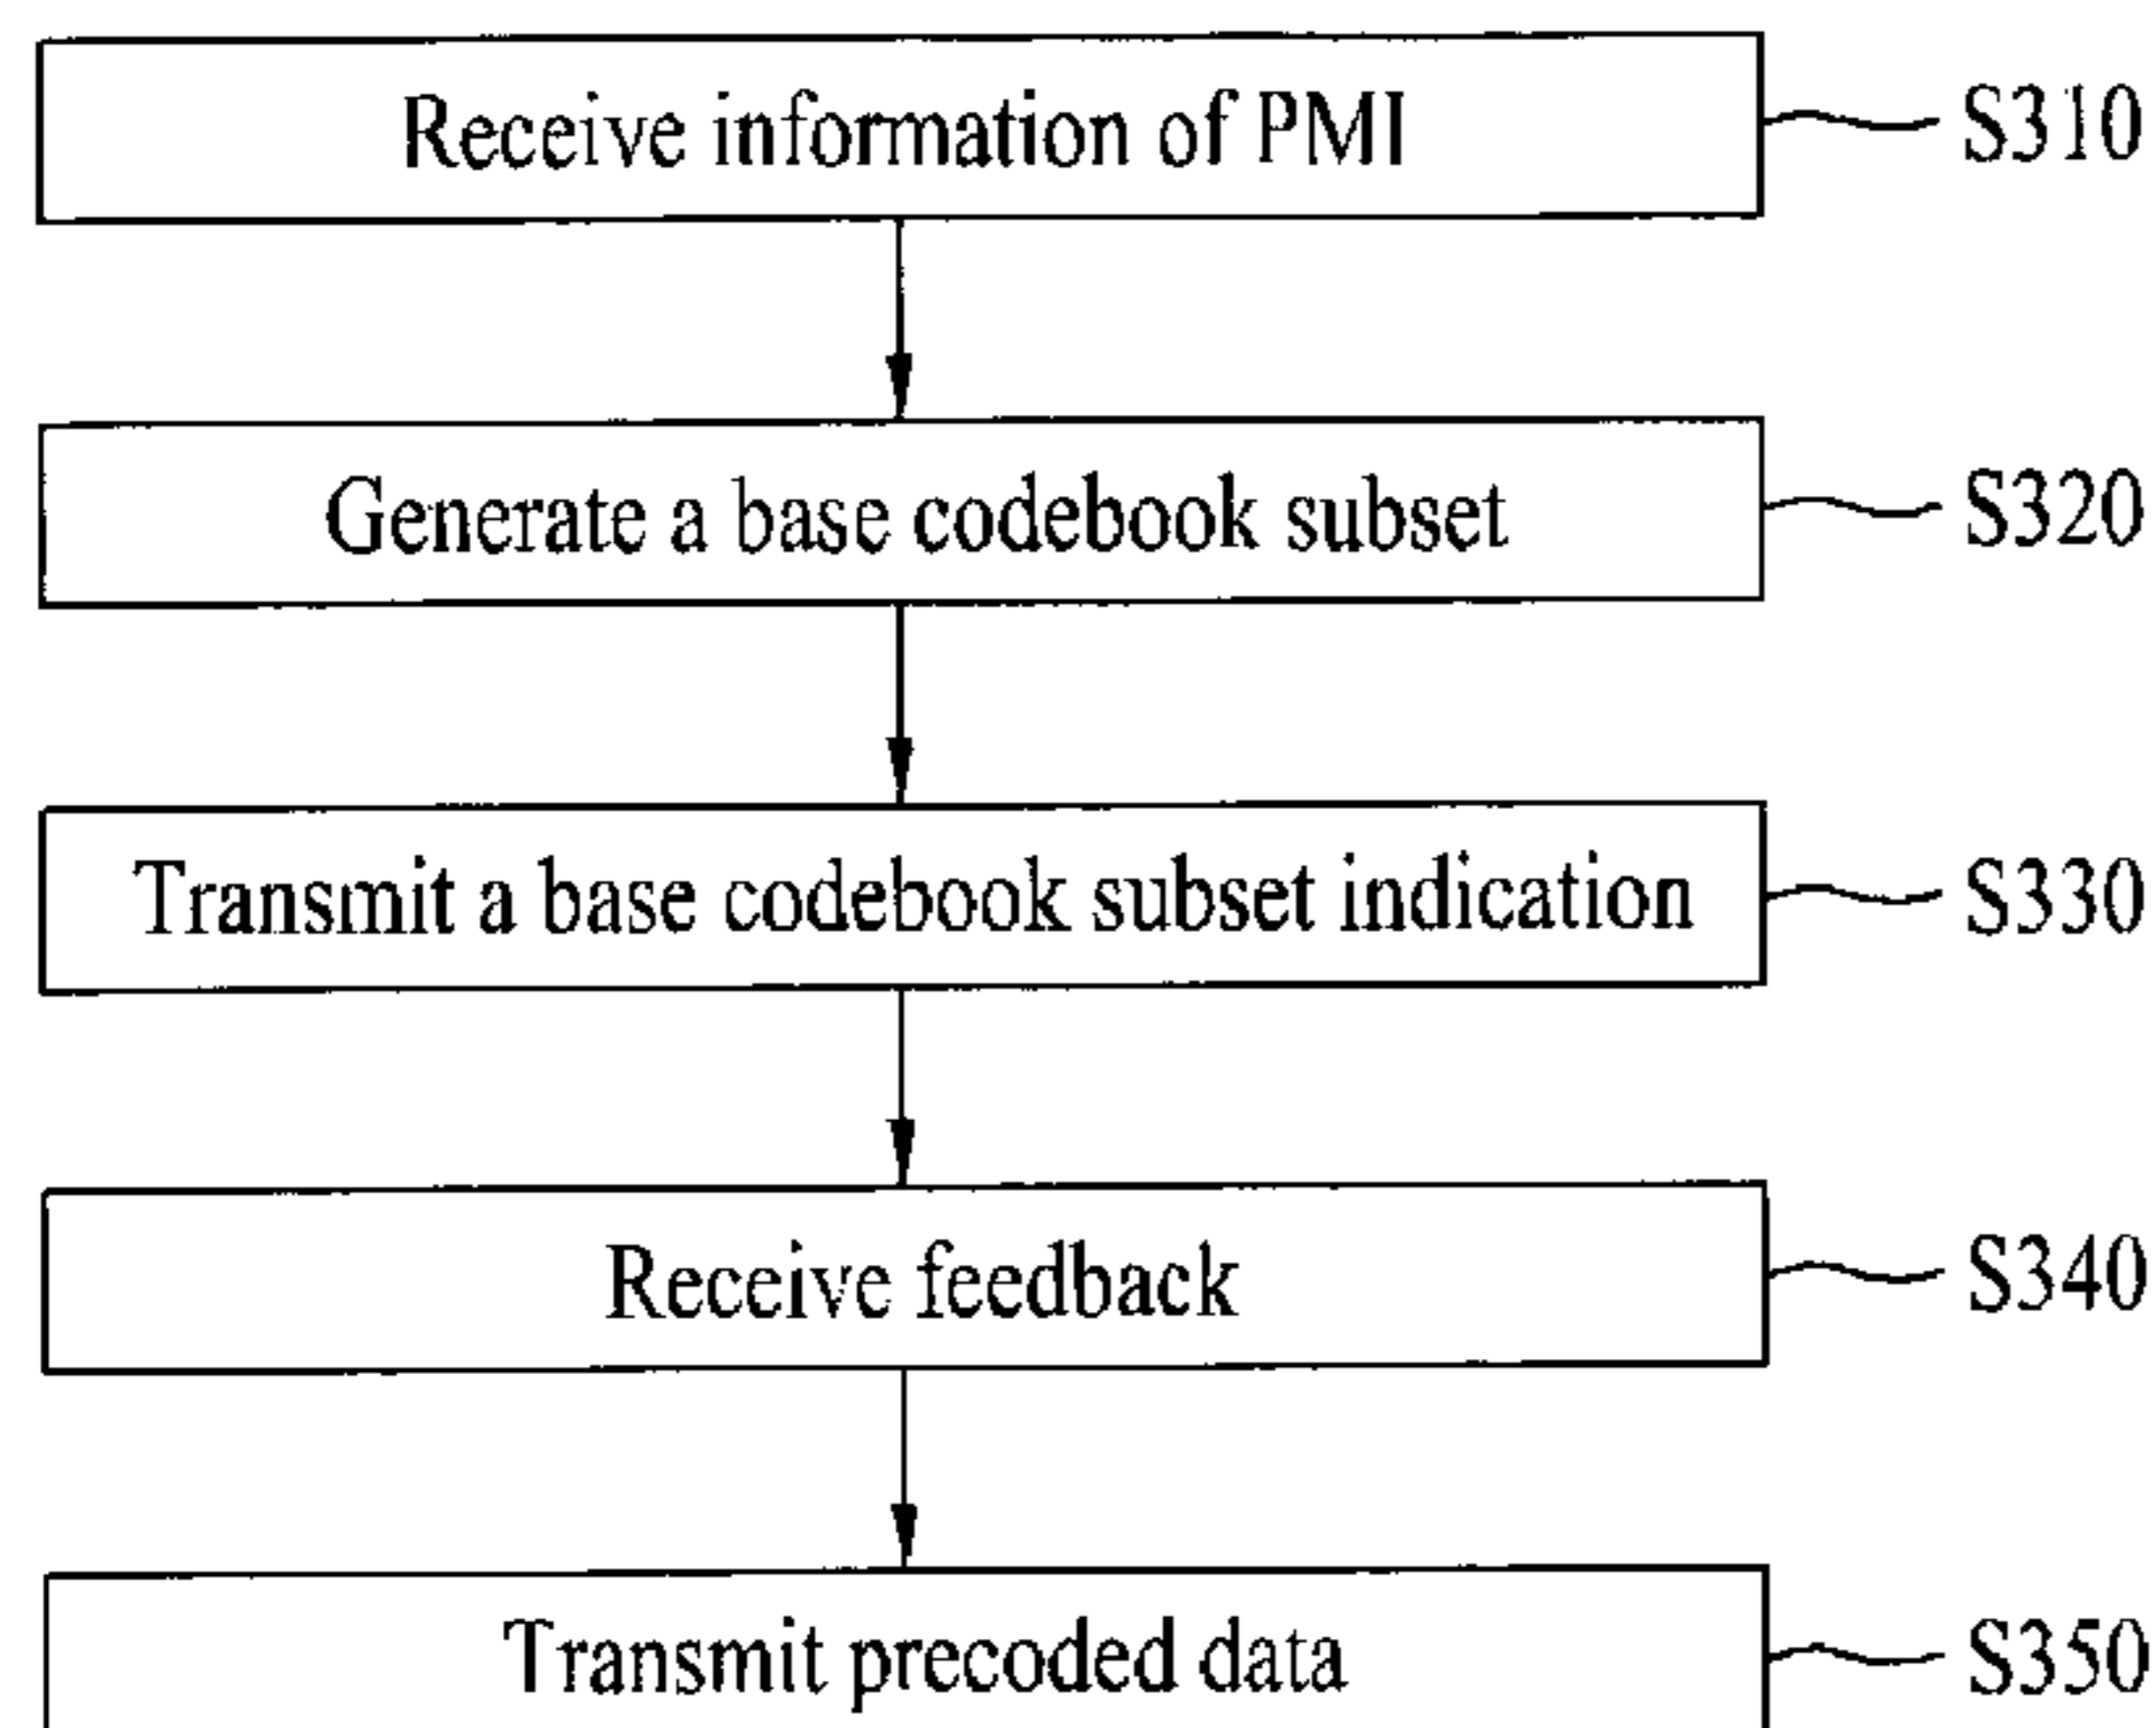 Receive information of PMI
S310
Generate a base codebook subset
S320
Transmit a base codebook subset indication
S330
Receive feedback
S340
Transmit precoded data
S350